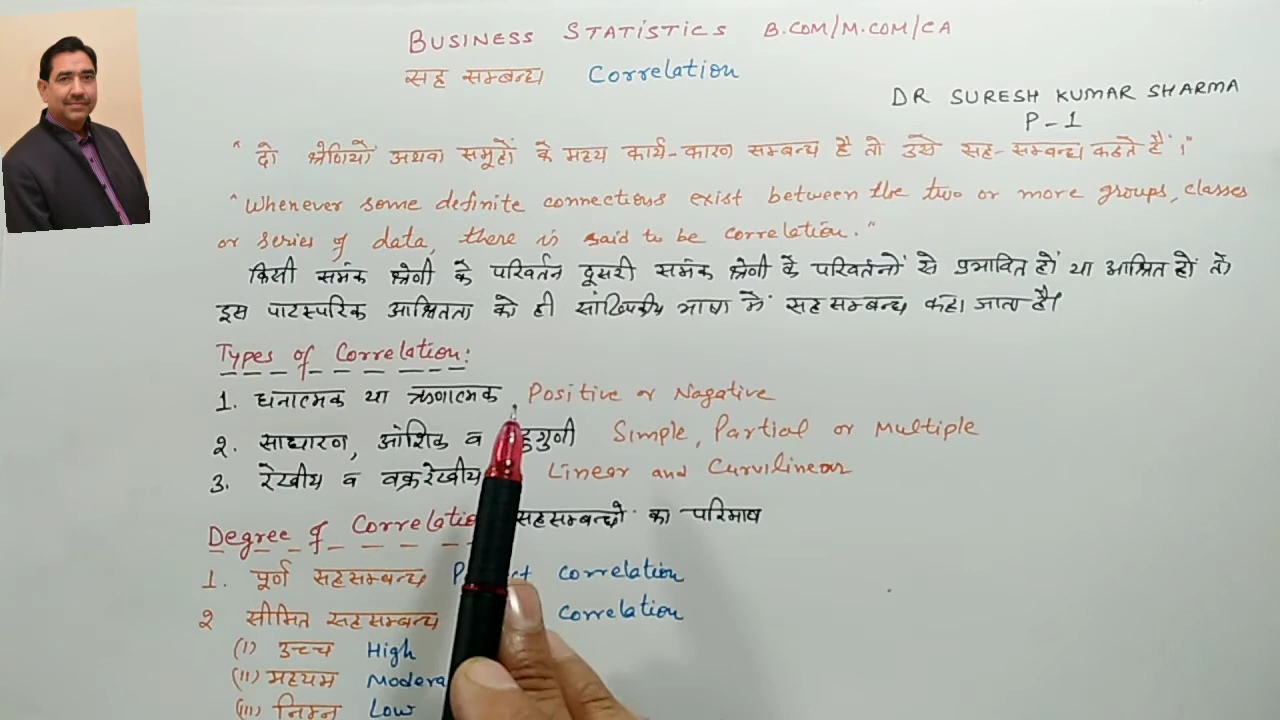 BUSINESS STATISTICS B.COM/M.COM/CA
सह सम्बन्ध Correlation
DR SURESH KUMAR SHARMA
P-1
"दो श्रेणियों अथवा समूहों के मध्य कार्य-कारण सम्बन्ध है तो उसे सह-सम्बन्ध कहते है।"
"Whenever some definite connections exist between the two or more groups, classes
or series of data, there is said to be correlation."
किसी समंक श्रेणी के परिवर्तन दूसरी समंक श्रेणी के परिवर्तनों से प्रभावित हों या आश्रित हों तो
इस पारस्परिक आश्रितता को ही सांख्यिकीय भाषा में सहसम्बन्ध कहा जाता है।
Types of Correlation:
1. धनात्मक या ऋणात्मक Positive or Nagative
2. साधारण, आंशिक व हुगुणी Simple, Partial or Multiple
3. रेखीय व वक्ररेखीय Linear and Curvilinear
Degree of Correlatio सहसम्बन्धों का परिमाष
1. पूर्ण सहसम्बन्ध P ct correlation
2 सीमित सहसम्बन्ध correlation
(I) उच्च High
(II) मध्यम Modera
(III) निम्न Low